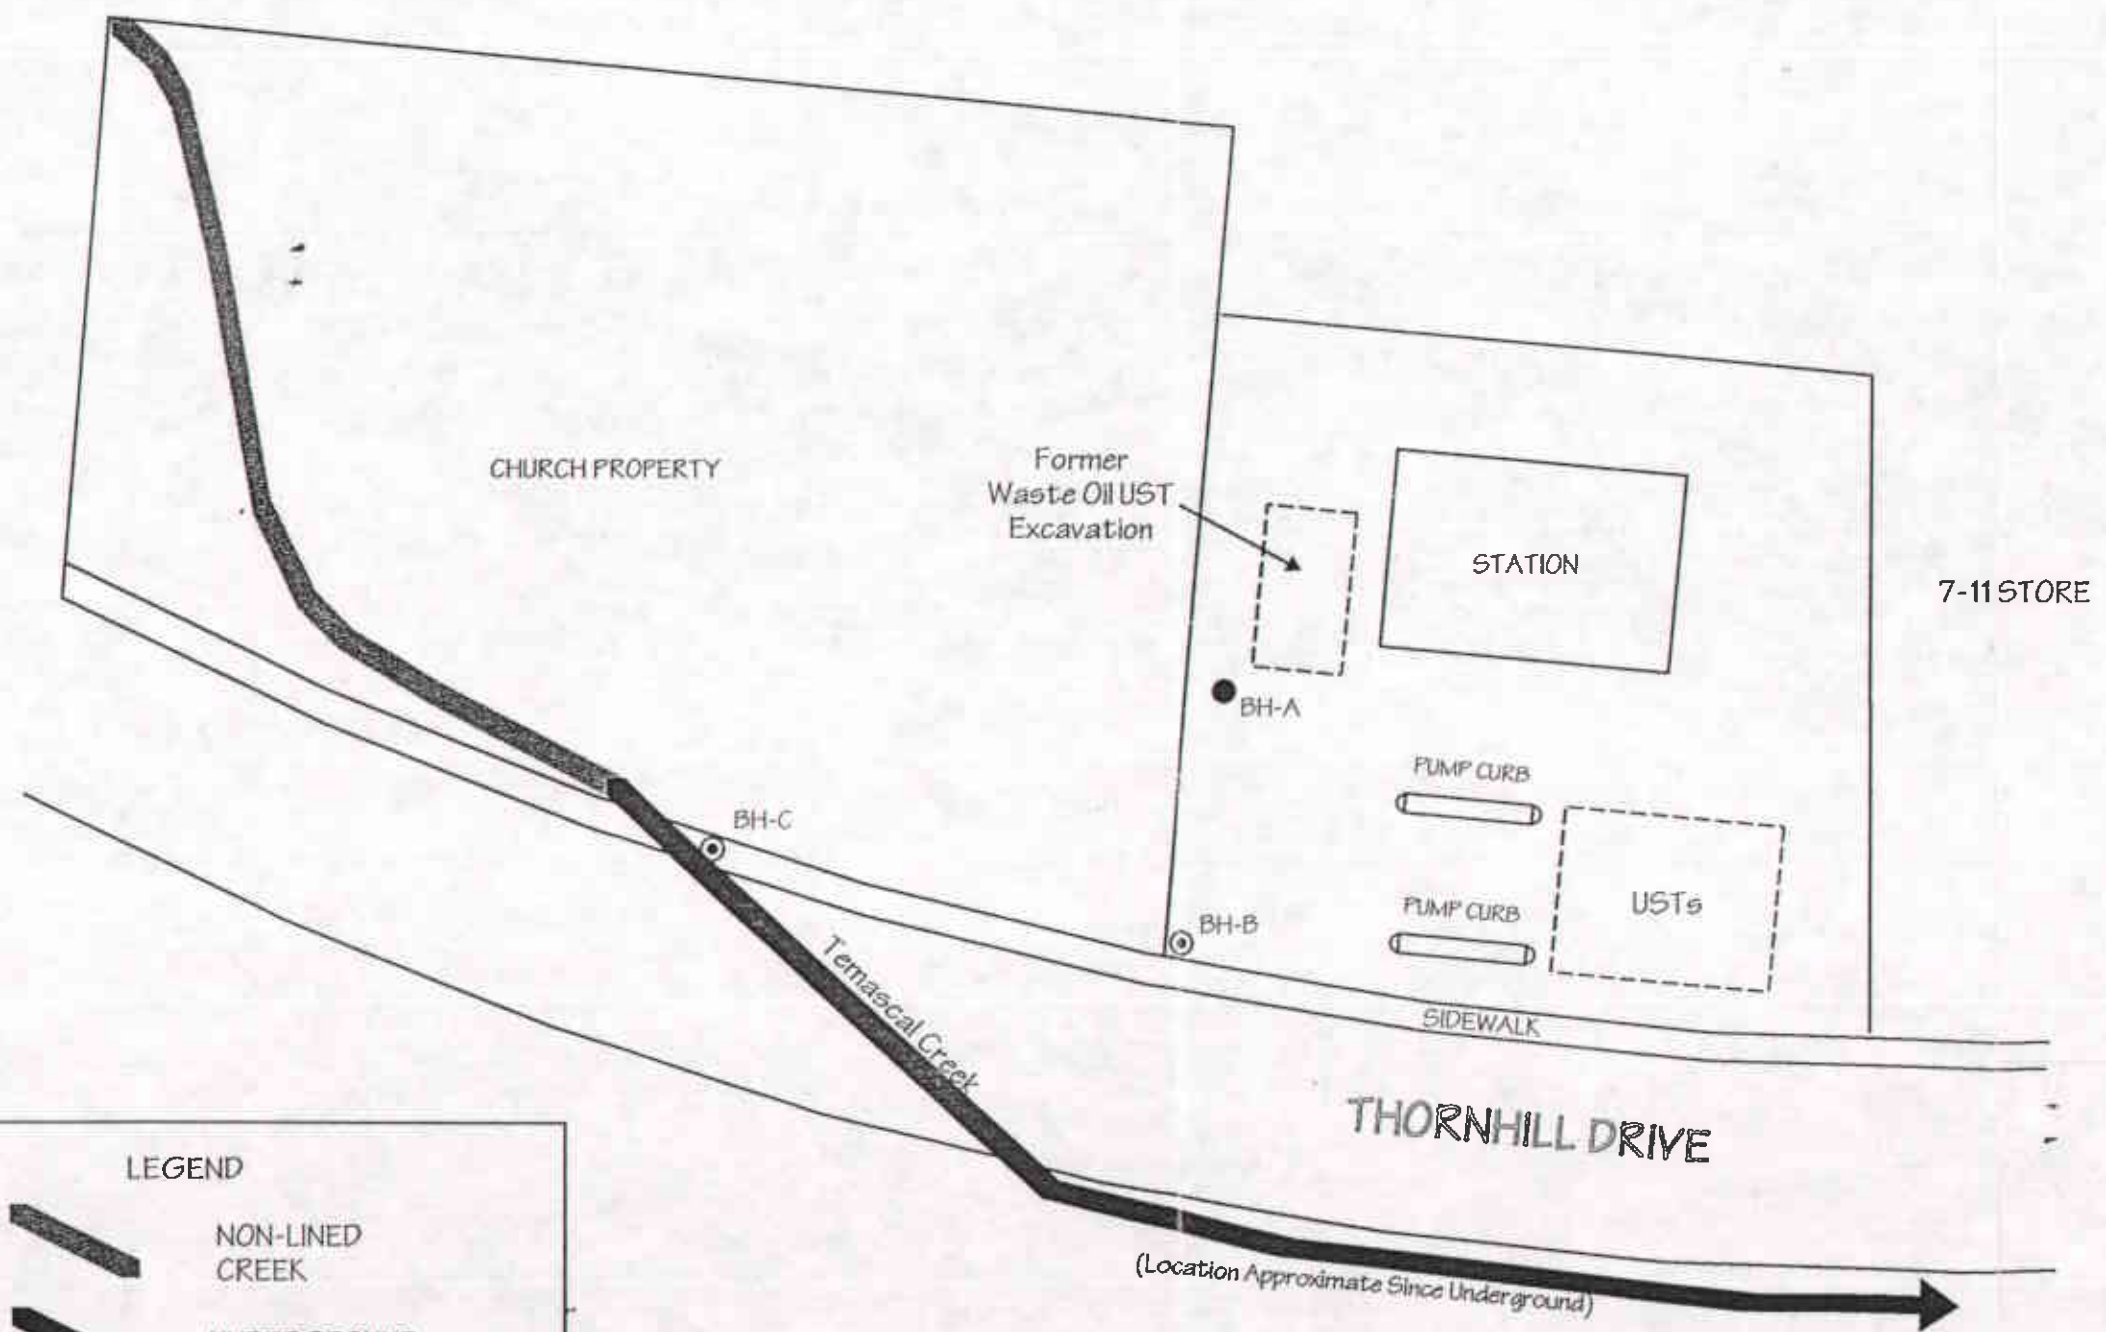 CHURCH PROPERTY
Former
Waste Oil UST
Excavation
STATION
7-11 STORE
BH-A
PUMP CURB
BH-C
PUMP CURB
USTs
BH-B
Temascal Creek
SIDEWALK
THORNHILL DRIVE
(Location Approximate Since Underground)
LEGEND
NON-LINED
CREEK